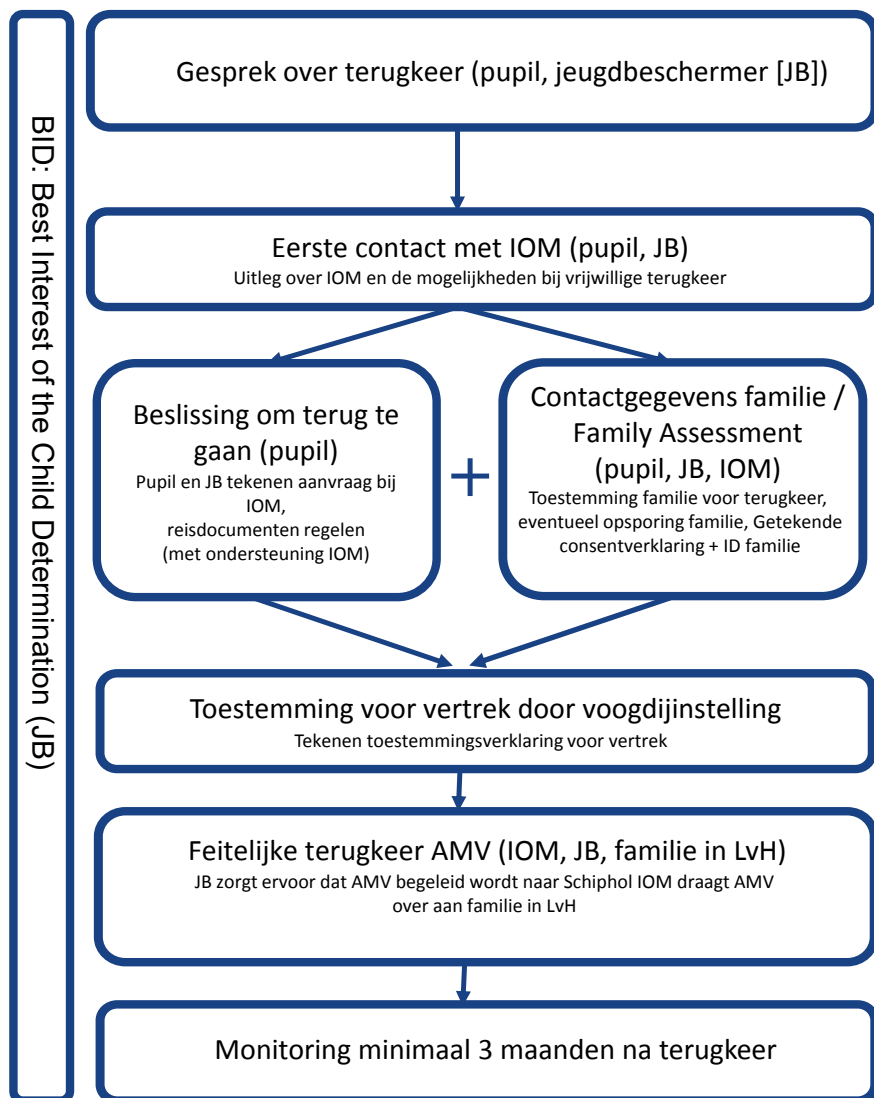 BID: Best Interest of the Child Determination (JB)
Gesprek over terugkeer (pupil, jeugdbeschermer [JB])
Eerste contact met IOM (pupil, JB)
Uitleg over IOM en de mogelijkheden bij vrijwillige terugkeer
Beslissing om terug te
gaan (pupil)
Pupil en JB tekenen aanvraag bij
IOM,
reisdocumenten regelen
(met ondersteuning IOM)
+
Contactgegevens familie /
Family Assessment
(pupil, JB, IOM)
Toestemming familie voor terugkeer,
eventueel opsporing familie, Getekende
consentverklaring + ID familie
Toestemming voor vertrek door voogdijinstelling
Tekenen toestemmingsverklaring voor vertrek
Feitelijke terugkeer AMV (IOM, JB, familie in LvH)
JB zorgt ervoor dat AMV begeleid wordt naar Schiphol IOM draagt AMV
over aan familie in LvH
Monitoring minimaal 3 maanden na terugkeer